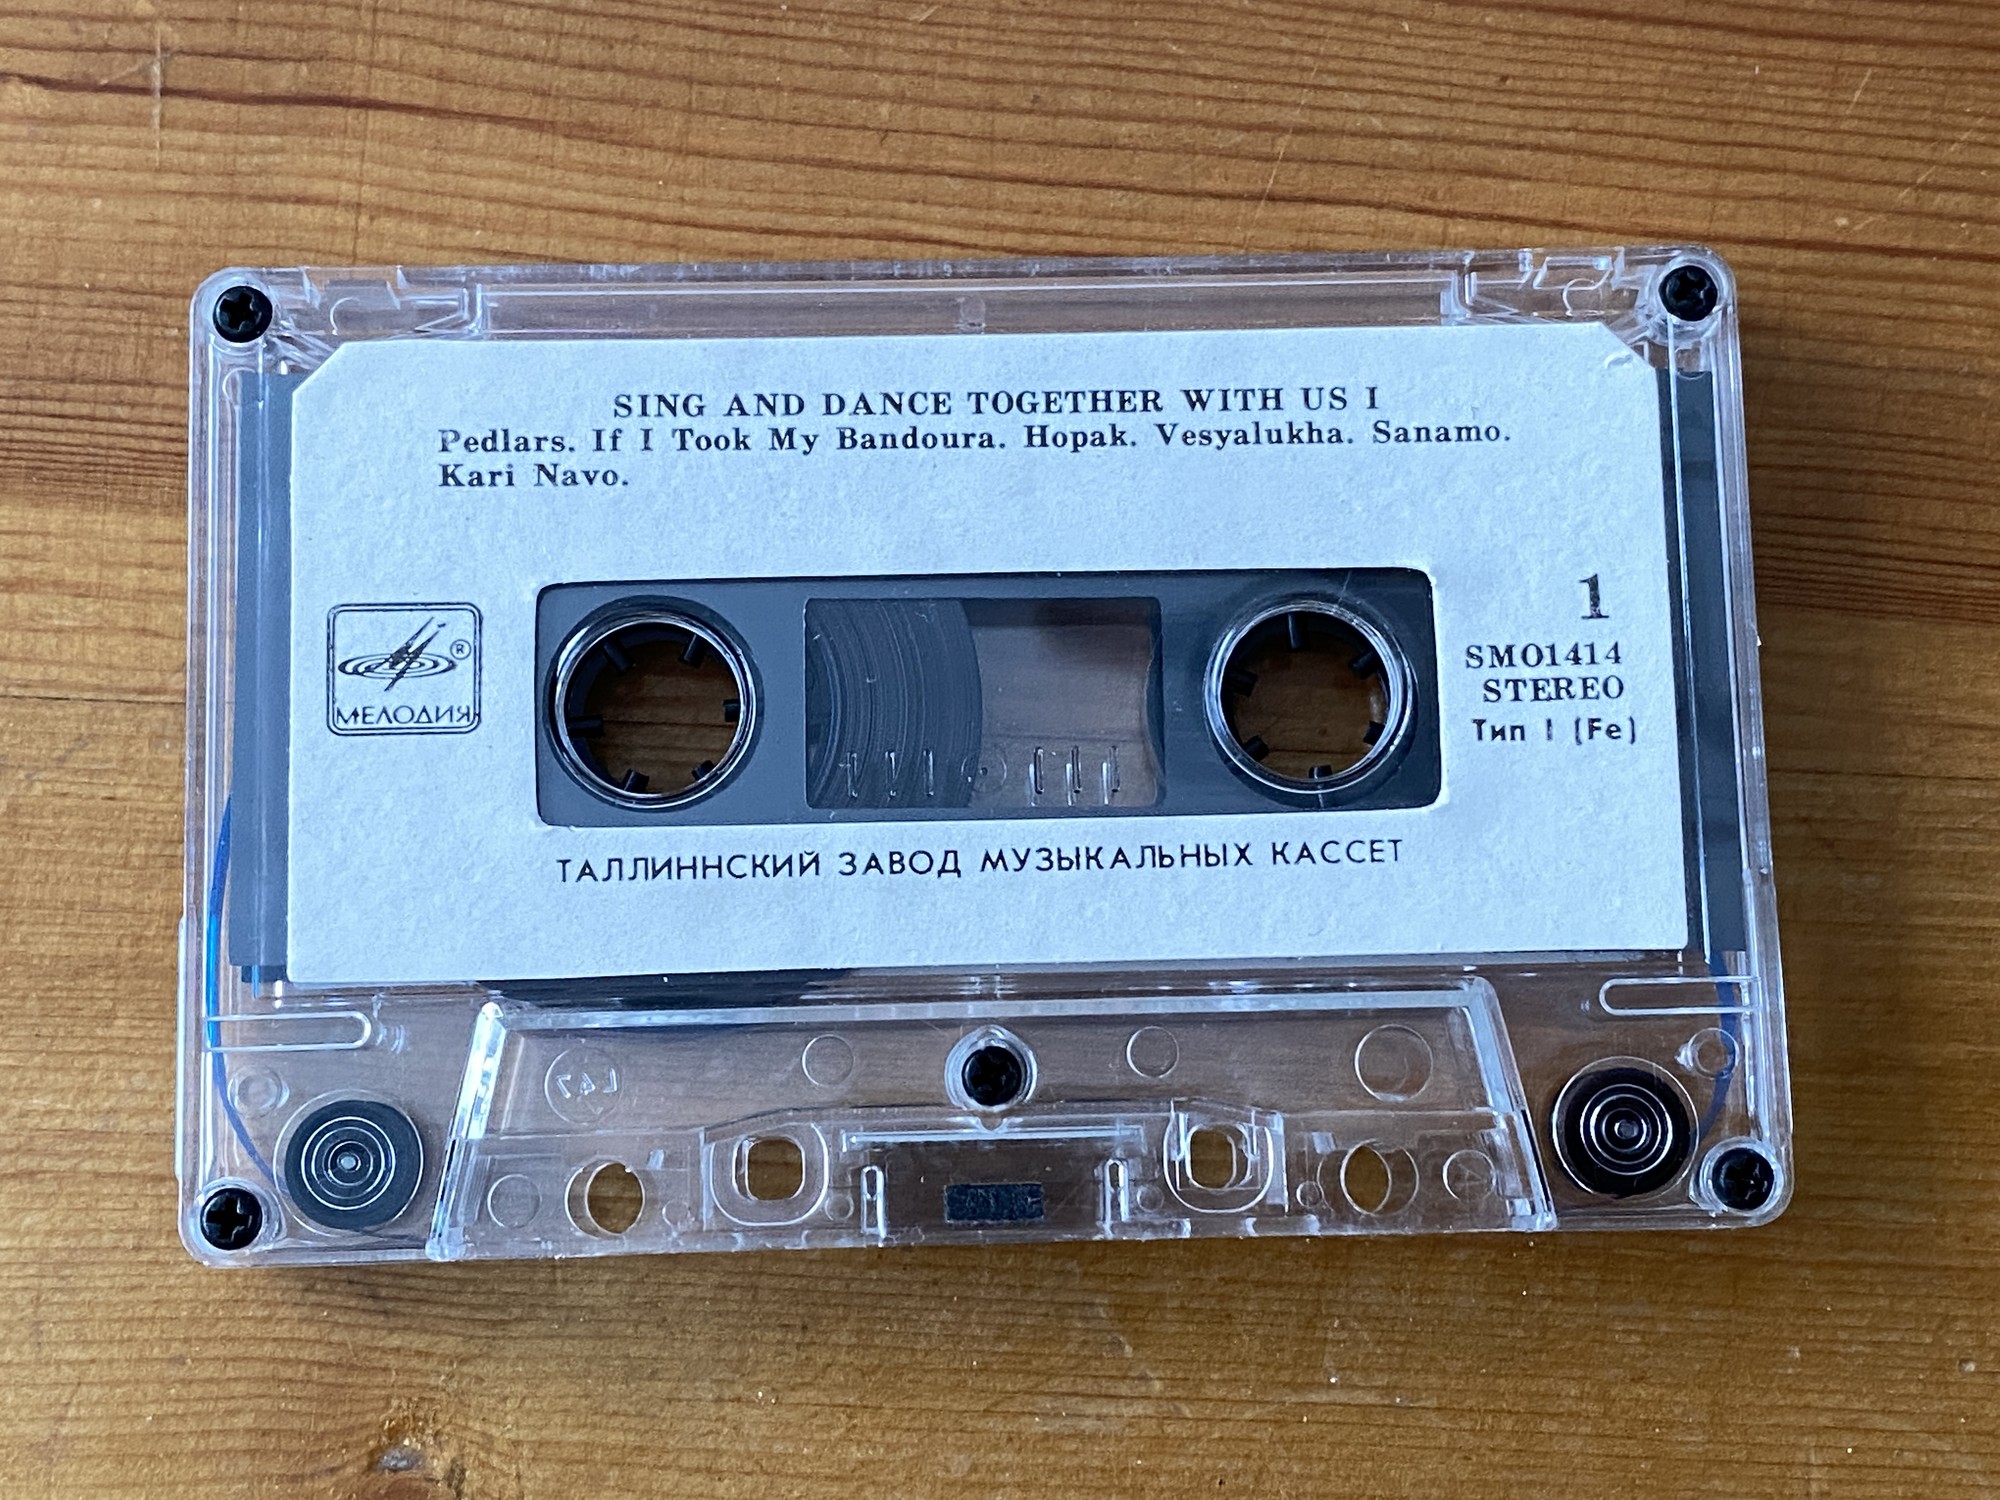 SING AND DANCE TOGETHER WITH US I
Pedlars. If I Took My Bandoura. Hopak. Vesyalukha. Sanamo.
Kari Navo.
1
®
МЕЛОДИЯ
SMO1414
STEREO
Тип I (Fe)
ТАЛЛИННСКИЙ ЗАВОД МУЗЫКАЛЬНЫХ КАССЕТ
L47